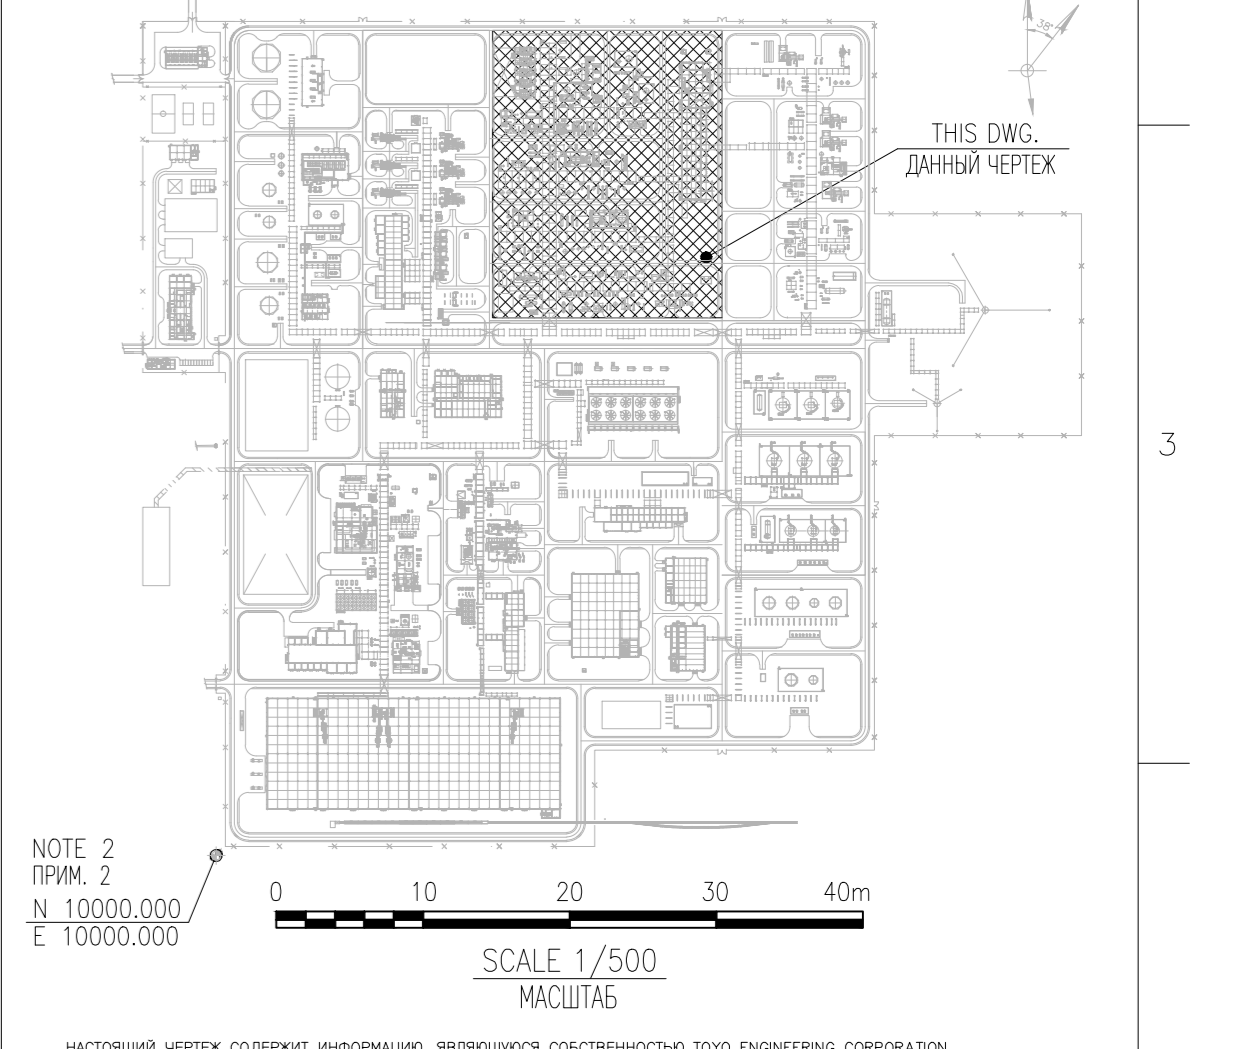 38°
THIS DWG.
ДАННЫЙ ЧЕРТЕЖ
3
NOTE 2
ПРИМ. 2
N 10000.000
E 10000.000
0 10 20 30 40m
SCALE 1/500
МАСШТАБ
НАСТОЯЩИЙ ЧЕРТЕЖ СОДЕРЖИТ ИНФОРМАЦИЮ, ЯВЛЯЮЩУЮСЯ СОБСТВЕННОСТЬЮ TOYO ENGINEERING CORPORATION